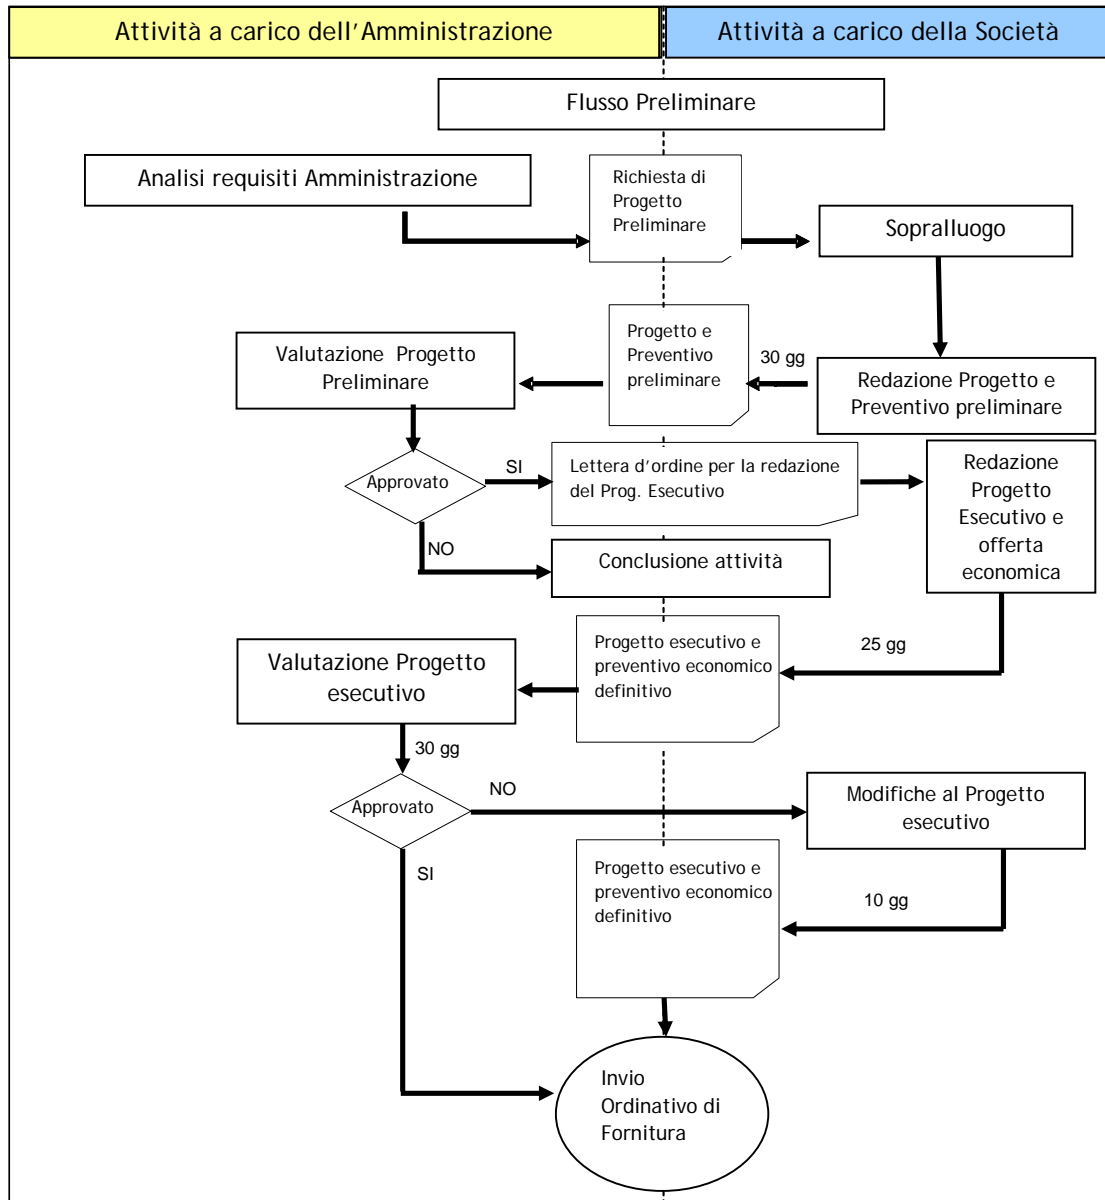 Attività a carico dell'Amministrazione
Attività a carico della Società
Flusso Preliminare
Analisi requisiti Amministrazione
Richiesta di
Progetto
Preliminare
Sopralluogo
Valutazione Progetto
Preliminare
Progetto e
Preventivo
preliminare
30 gg
Redazione Progetto e
Preventivo preliminare
Approvato
SI
Lettera d'ordine per la redazione
del Prog. Esecutivo
Redazione
Progetto
Esecutivo e
offerta
economica
NO
Conclusione attività
Valutazione Progetto
esecutivo
Progetto esecutivo e
preventivo economico
definitivo
25 gg
30 gg
Approvato
NO
Modifiche al Progetto
esecutivo
SI
Progetto esecutivo e
preventivo economico
definitivo
10 gg
Invio
Ordinativo di
Fornitura